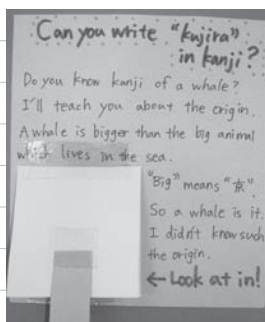 Can you write "kujira"
in kanji?
Do you know kanji of a whale?
I'll teach you about the origin.
A whale is bigger than the big animal
which lives in the sea.
"Big" means "京".
So a whale is it.
I didn't know such
the origin.
←Look at in!